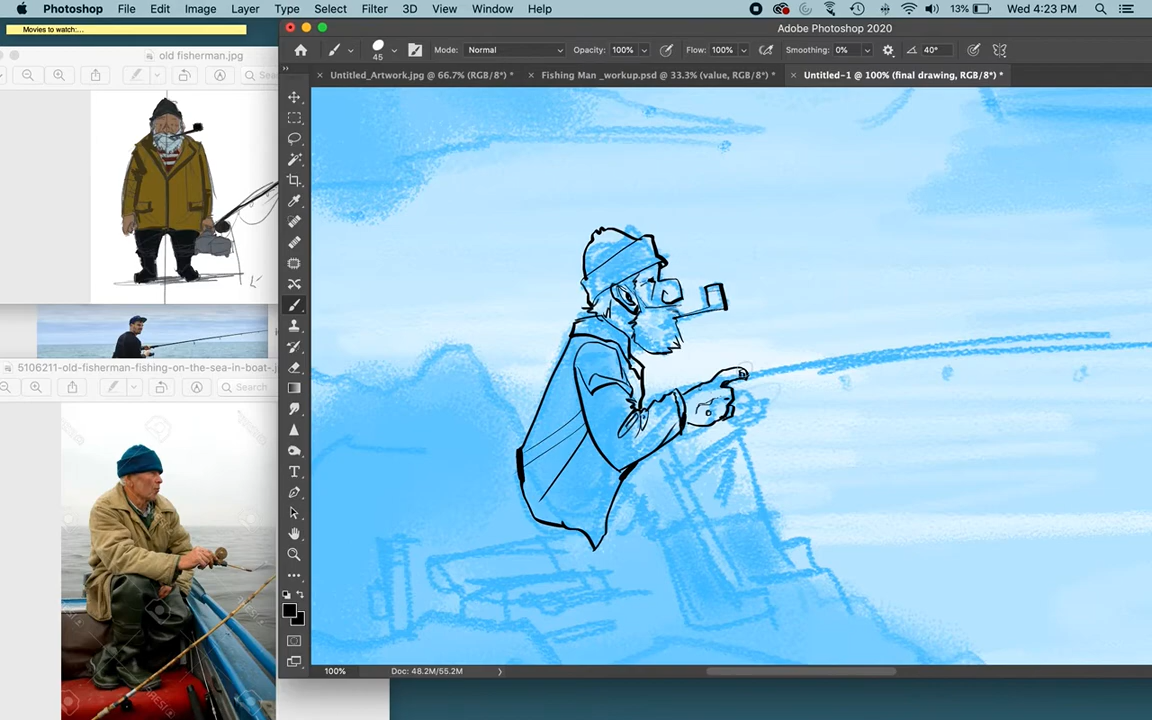 Photoshop File Edit Image Layer Type Select Filter 3D View Window Help 13% Wed 4:23 PM
Movies to watch:...
Adobe Photoshop 2020
old fisherman.jpg
45 Mode: Normal Opacity: 100% Flow: 100% Smoothing: 0% 40°
Untitled_Artwork.jpg @ 66.7% (RGB/8*) * Fishing Man _workup.psd @ 33.3% (value, RGB/8*) * Untitled-1 @ 100% (final drawing, RGB/8*) *
5106211-old-fisherman-fishing-on-the-sea-in-boat-.j
Search
100% Doc: 48.2M/55.2M